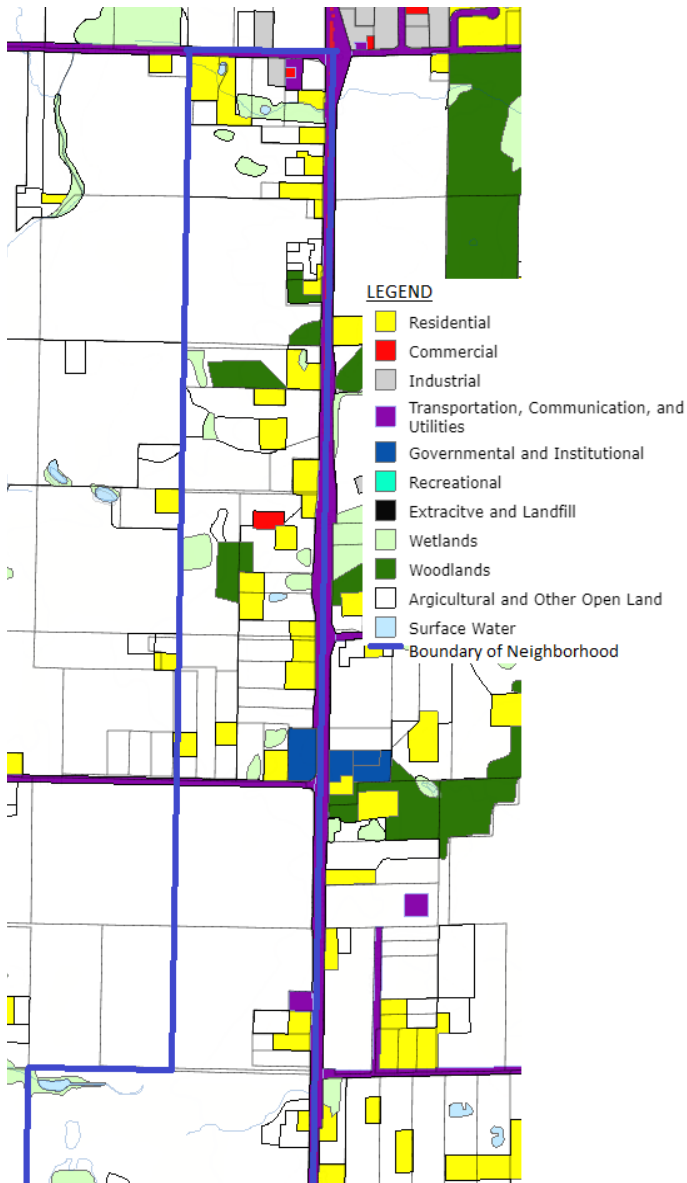 LEGEND
Residential
Commercial
Industrial
Transportation, Communication, and
Utilities
Governmental and Institutional
Recreational
Extracitve and Landfill
Wetlands
Woodlands
Argicultural and Other Open Land
Surface Water
Boundary of Neighborhood